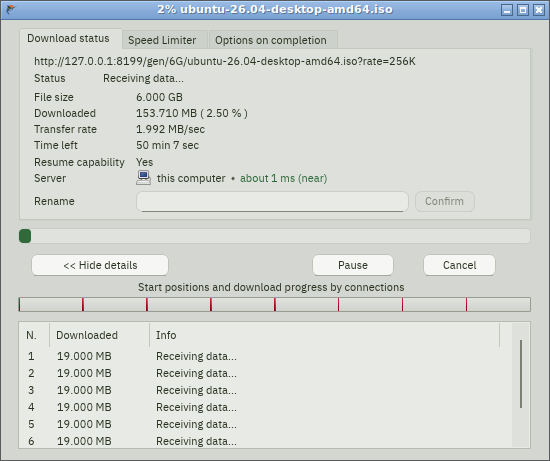 2% ubuntu-26.04-desktop-amd64.iso
Download status Speed Limiter Options on completion
http://127.0.0.1:8199/gen/6G/ubuntu-26.04-desktop-amd64.iso?rate=256K
Status Receiving data...
File size 6.000 GB
Downloaded 153.710 MB ( 2.50 % )
Transfer rate 1.992 MB/sec
Time left 50 min 7 sec
Resume capability Yes
Server this computer • about 1 ms (near)
Rename Confirm
<< Hide details Pause Cancel
Start positions and download progress by connections
N. Downloaded Info
1 19.000 MB Receiving data...
2 19.000 MB Receiving data...
3 19.000 MB Receiving data...
4 19.000 MB Receiving data...
5 19.000 MB Receiving data...
6 19.000 MB Receiving data...